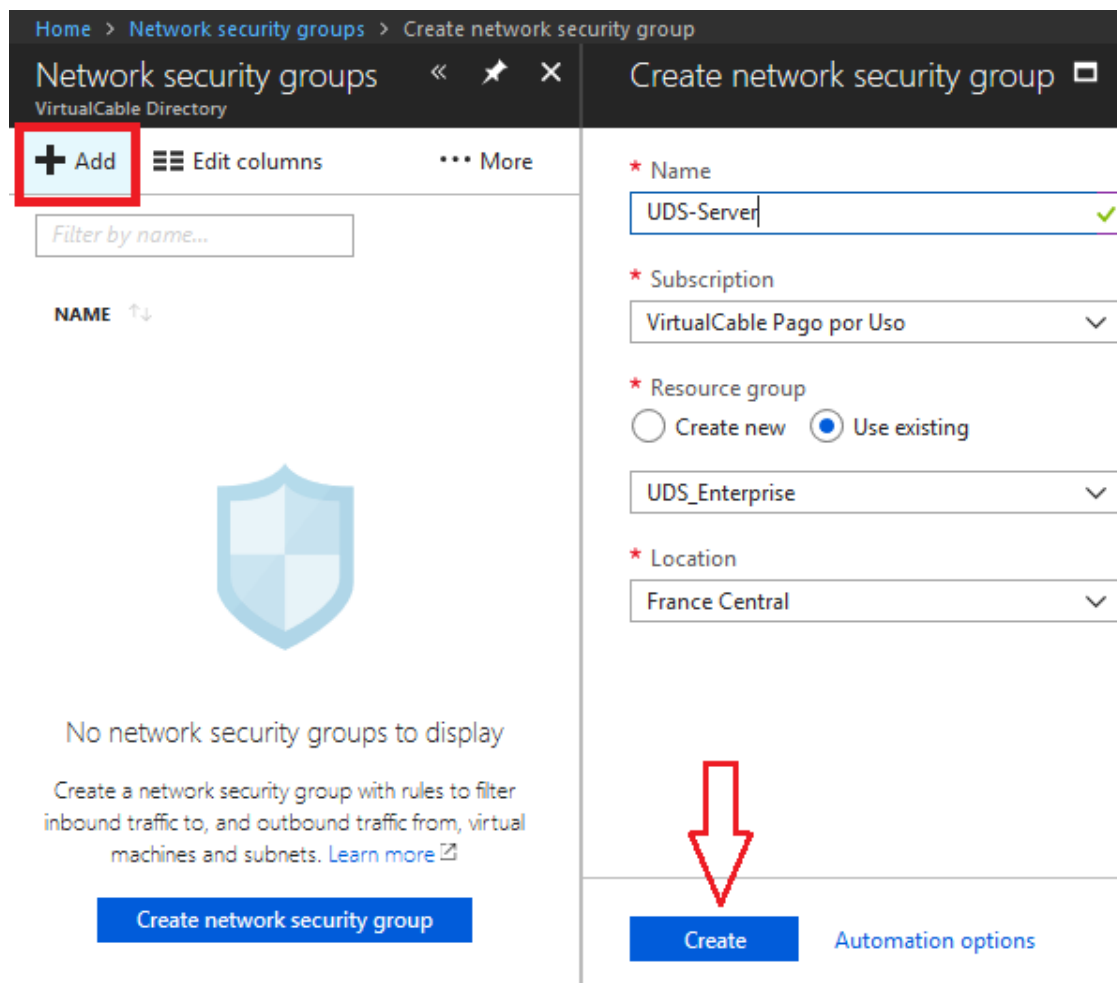 Home > Network security groups > Create network security group
Network security groups
VirtualCable Directory
Add
Edit columns
More
Filter by name...
NAME
No network security groups to display
Create a network security group with rules to filter
inbound traffic to, and outbound traffic from, virtual
machines and subnets. Learn more
Create network security group
Create network security group
* Name
UDS-Server
* Subscription
VirtualCable Pago por Uso
* Resource group
Create new
Use existing
UDS_Enterprise
* Location
France Central
Create
Automation options